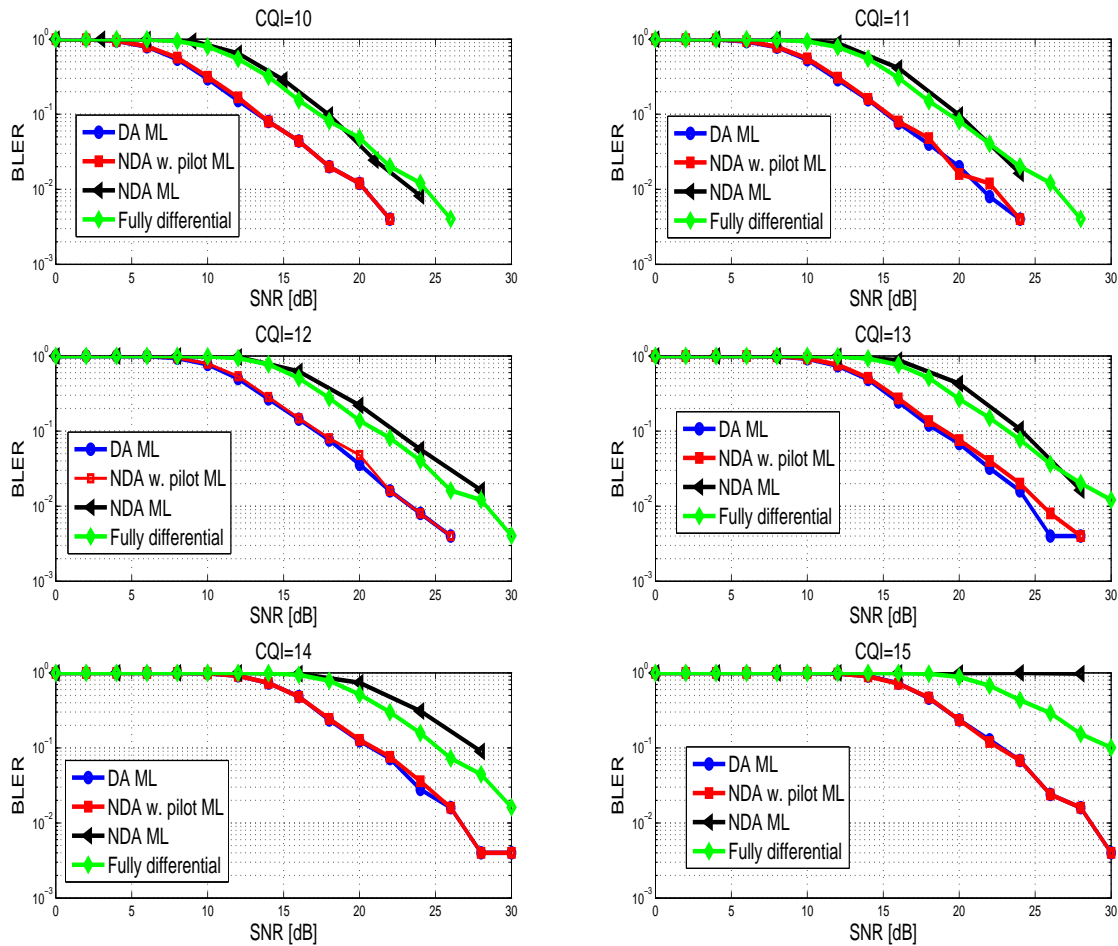 CQI=10
10^0
10^-1
10^-2
10^-3
BLER
DA ML
NDA w. pilot ML
NDA ML
Fully differential
0 5 10 15 20 25 30
SNR [dB]
CQI=11
10^0
10^-1
10^-2
10^-3
BLER
DA ML
NDA w. pilot ML
NDA ML
Fully differential
0 5 10 15 20 25 30
SNR [dB]
CQI=12
10^0
10^-1
10^-2
10^-3
BLER
DA ML
NDA w. pilot ML
NDA ML
Fully differential
0 5 10 15 20 25 30
SNR [dB]
CQI=13
10^0
10^-1
10^-2
10^-3
BLER
DA ML
NDA w. pilot ML
NDA ML
Fully differential
0 5 10 15 20 25 30
SNR [dB]
CQI=14
10^0
10^-1
10^-2
10^-3
BLER
DA ML
NDA w. pilot ML
NDA ML
Fully differential
0 5 10 15 20 25 30
SNR [dB]
CQI=15
10^0
10^-1
10^-2
10^-3
BLER
DA ML
NDA w. pilot ML
NDA ML
Fully differential
0 5 10 15 20 25 30
SNR [dB]